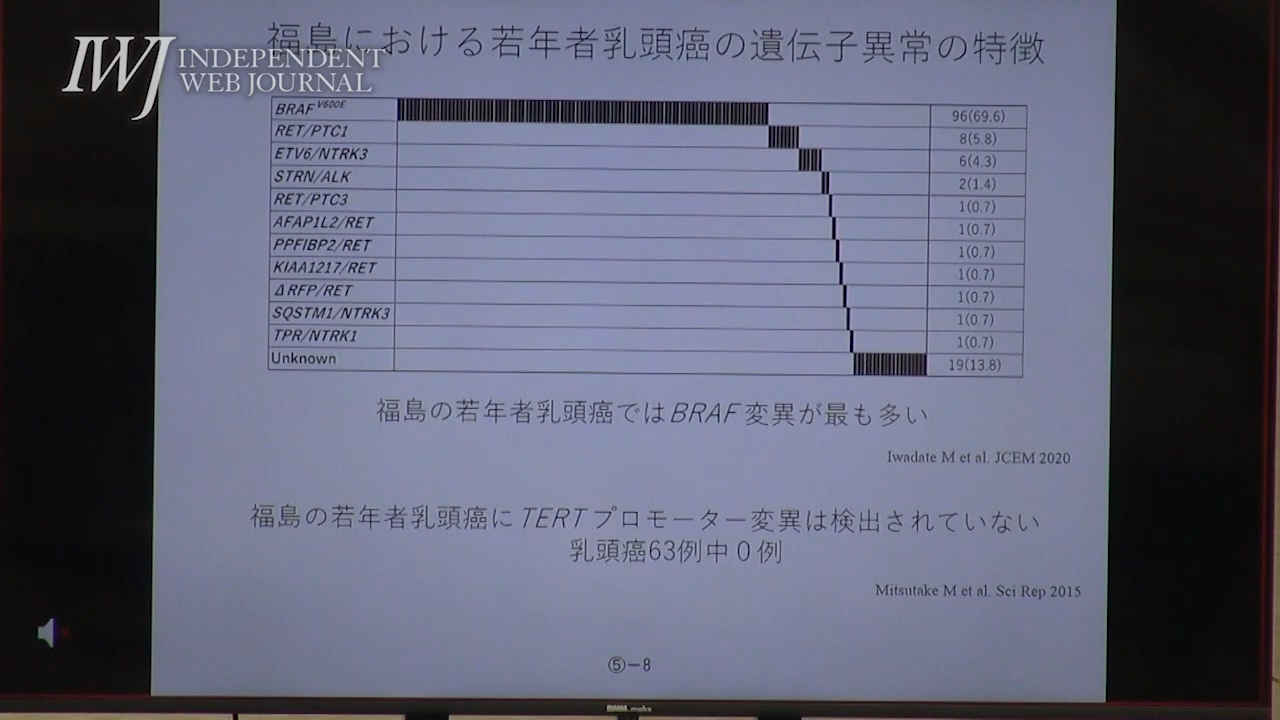 福島における若年者乳頭癌の遺伝子異常の特徴
IWJ INDEPENDENT
WEB JOURNAL
BRAF V600E 96(69.6)
RET/PTC1 8(5.8)
ETV6/NTRK3 6(4.3)
STRN/ALK 2(1.4)
RET/PTC3 1(0.7)
AFAP1L2/RET 1(0.7)
PPFIBP2/RET 1(0.7)
KIAA1217/RET 1(0.7)
ΔRFP/RET 1(0.7)
SQSTM1/NTRK3 1(0.7)
TPR/NTRK1 1(0.7)
Unknown 19(13.8)
福島の若年者乳頭癌ではBRAF変異が最も多い
Iwadate M et al. JCEM 2020
福島の若年者乳頭癌にTERTプロモーター変異は検出されていない
乳頭癌63例中0例
Mitsutake M et al. Sci Rep 2015
⑤-8